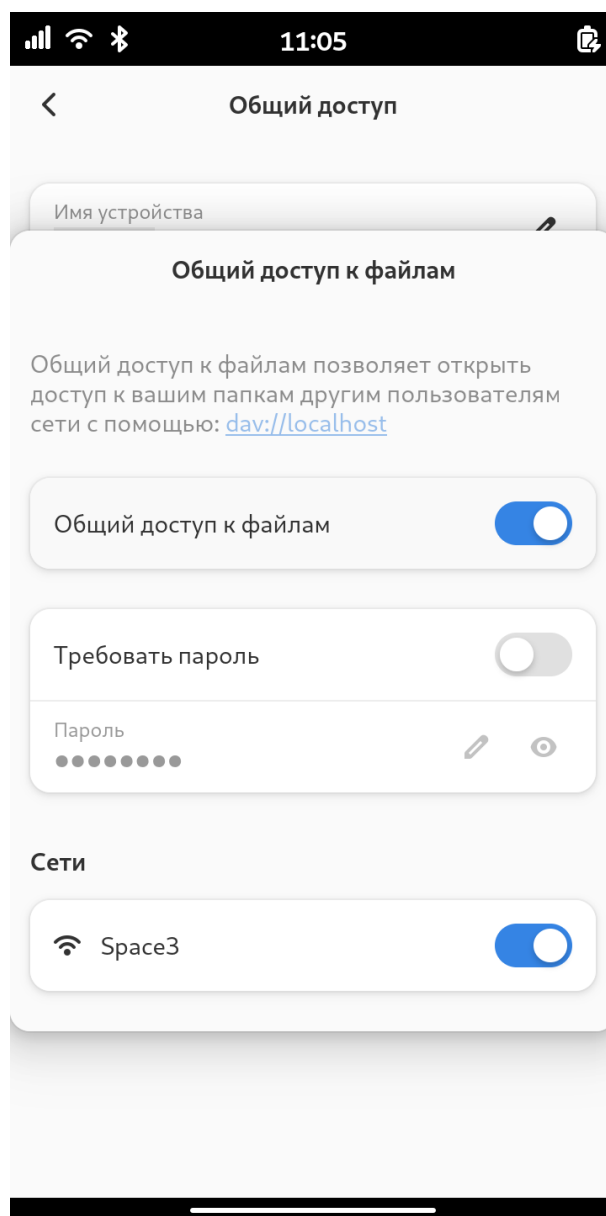 11:05
Общий доступ
Имя устройства
Общий доступ к файлам
Общий доступ к файлам позволяет открыть
доступ к вашим папкам другим пользователям
сети с помощью: dav://localhost
Общий доступ к файлам
Требовать пароль
Пароль
●●●●●●●●
Сети
Space3